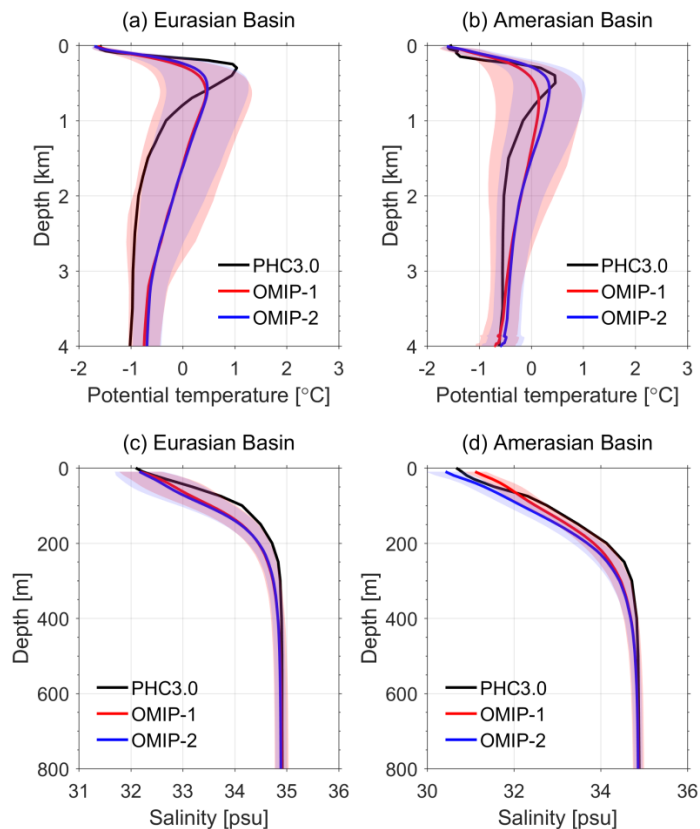 (a) Eurasian Basin
0
1
2
3
4
Depth [km]
PHC3.0
OMIP-1
OMIP-2
-2 -1 0 1 2 3
Potential temperature [°C]
(b) Amerasian Basin
0
1
2
3
4
Depth [km]
PHC3.0
OMIP-1
OMIP-2
-2 -1 0 1 2 3
Potential temperature [°C]
(c) Eurasian Basin
0
200
400
600
800
Depth [m]
PHC3.0
OMIP-1
OMIP-2
31 32 33 34 35 36
Salinity [psu]
(d) Amerasian Basin
0
200
400
600
800
Depth [m]
PHC3.0
OMIP-1
OMIP-2
30 32 34 36
Salinity [psu]